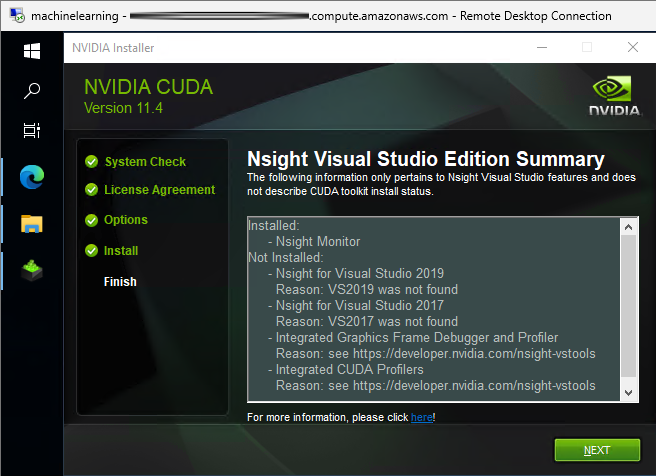 machinelearning - .compute.amazonaws.com - Remote Desktop Connection
NVIDIA Installer
NVIDIA CUDA
Version 11.4
NVIDIA.
System Check
License Agreement
Options
Install
Finish
Nsight Visual Studio Edition Summary
The following information only pertains to Nsight Visual Studio features and does
not describe CUDA toolkit install status.
Installed:
- Nsight Monitor
Not Installed:
- Nsight for Visual Studio 2019
Reason: VS2019 was not found
- Nsight for Visual Studio 2017
Reason: VS2017 was not found
- Integrated Graphics Frame Debugger and Profiler
Reason: see https://developer.nvidia.com/nsight-vstools
- Integrated CUDA Profilers
Reason: see https://developer.nvidia.com/nsight-vstools
For more information, please click here!
NEXT